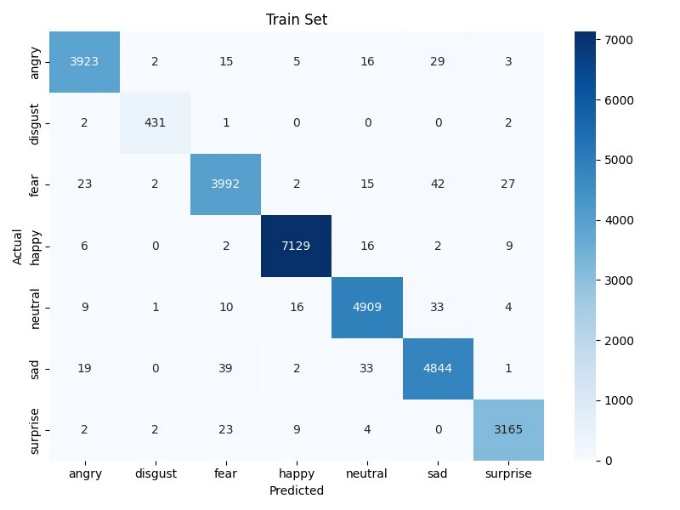 Train Set
angry 3923 2 15 5 16 29 3
disgust 2 431 1 0 0 0 2
fear 23 2 3992 2 15 42 27
happy 6 0 2 7129 16 2 9
neutral 9 1 10 16 4909 33 4
sad 19 0 39 2 33 4844 1
surprise 2 2 23 9 4 0 3165
angry disgust fear happy neutral sad surprise
Predicted
Actual
7000
6000
5000
4000
3000
2000
1000
0